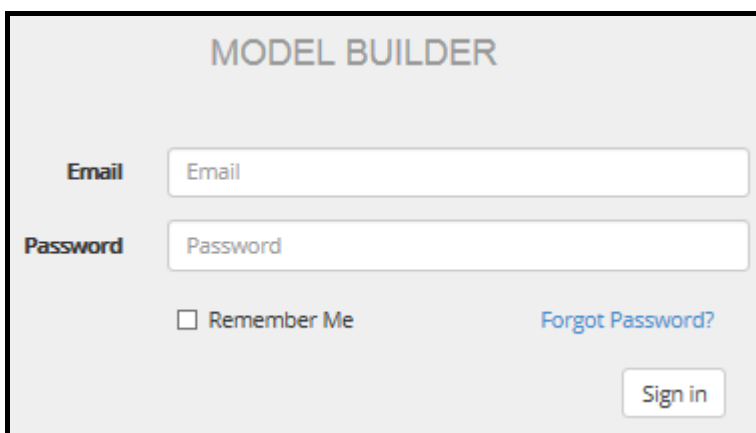 MODEL BUILDER
Email Email
Password Password
Remember Me Forgot Password?
Sign in